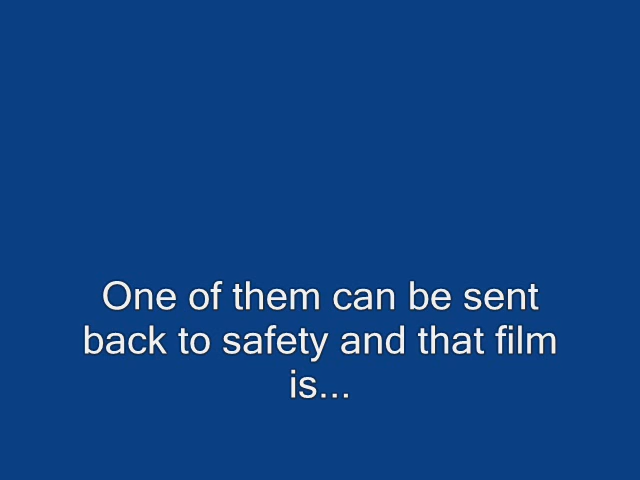 One of them can be sent
back to safety and that film
is...